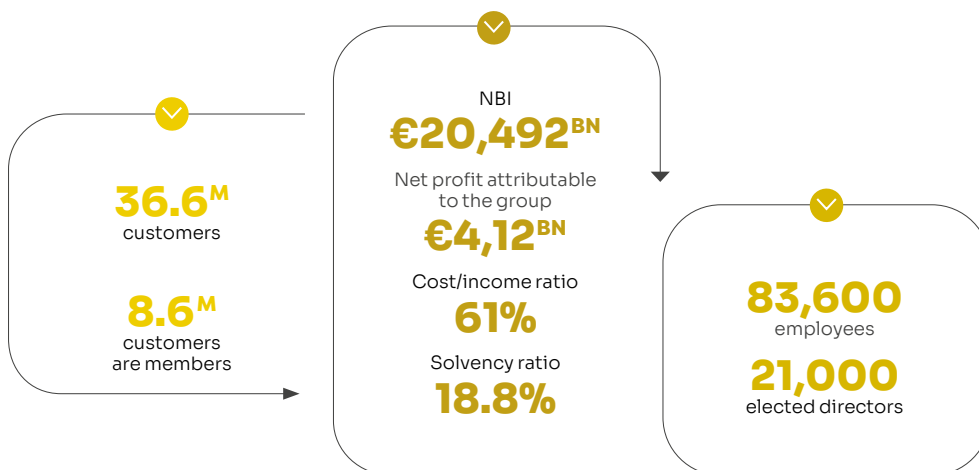 36.6M
customers
8.6M
customers
are members
NBI
€20,492BN
Net profit attributable
to the group
€4,12BN
Cost/income ratio
61%
Solvency ratio
18.8%
83,600
employees
21,000
elected directors